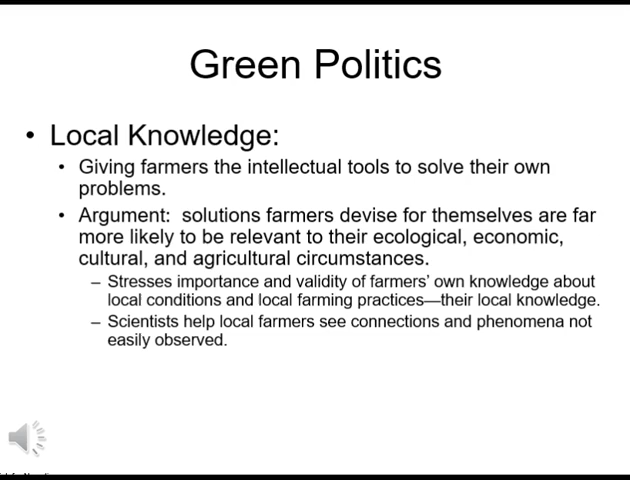 Green Politics
• Local Knowledge:
• Giving farmers the intellectual tools to solve their own
problems.
• Argument: solutions farmers devise for themselves are far
more likely to be relevant to their ecological, economic,
cultural, and agricultural circumstances.
– Stresses importance and validity of farmers' own knowledge about
local conditions and local farming practices—their local knowledge.
– Scientists help local farmers see connections and phenomena not
easily observed.